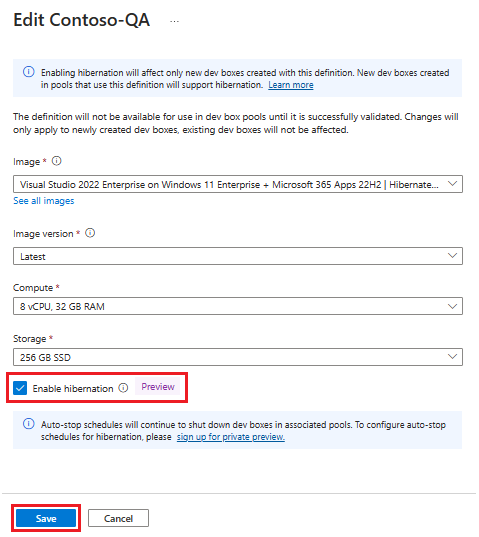 Edit Contoso-QA ...
Enabling hibernation will affect only new dev boxes created with this definition. New dev boxes created
in pools that use this definition will support hibernation. Learn more
The definition will not be available for use in dev box pools until it is successfully validated. Changes will
only apply to newly created dev boxes, existing dev boxes will not be affected.
Image *
Visual Studio 2022 Enterprise on Windows 11 Enterprise + Microsoft 365 Apps 22H2 | Hibernate...
See all images
Image version *
Latest
Compute *
8 vCPU, 32 GB RAM
Storage *
256 GB SSD
Enable hibernation Preview
Auto-stop schedules will continue to shut down dev boxes in associated pools. To configure auto-stop
schedules for hibernation, please sign up for private preview.
Save Cancel